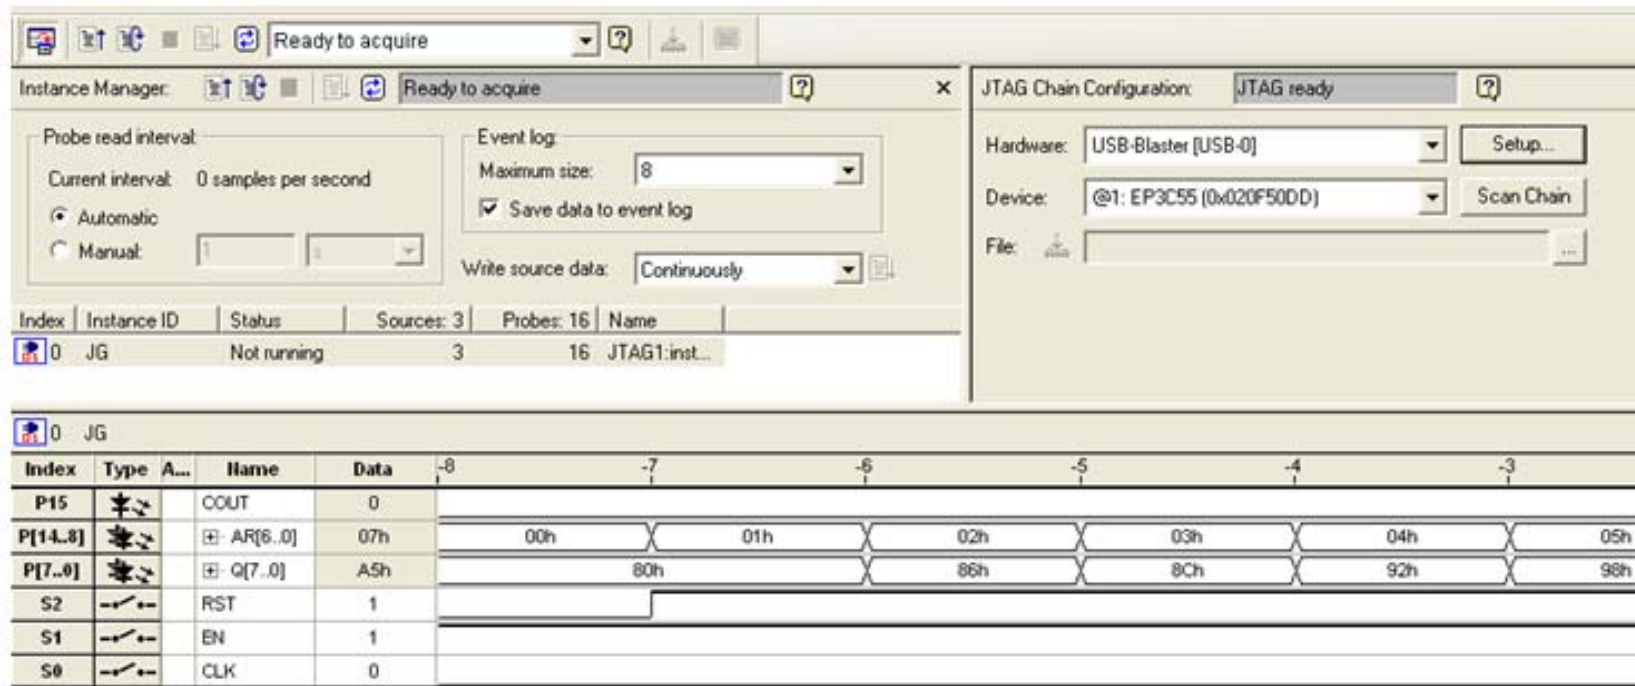 Ready to acquire
Instance Manager: Ready to acquire
JTAG Chain Configuration: JTAG ready
Probe read interval:
Current interval: 0 samples per second
Automatic
Manual: 1 s
Event log:
Maximum size: 8
Save data to event log
Write source data: Continuously
Hardware: USB-Blaster [USB-0] Setup...
Device: @1: EP3C55 (0x020F50DD) Scan Chain
File: ...
Index Instance ID Status Sources: 3 Probes: 16 Name
0 JG Not running 3 16 JTAG1:inst...
0 JG
Index Type A... Name Data -8 -7 -6 -5 -4 -3
P15 COUT 0
P[14..8] AR[6..0] 07h 00h 01h 02h 03h 04h 05h
P[7..0] Q[7..0] A5h 80h 86h 8Ch 92h 98h
S2 RST 1
S1 EN 1
S0 CLK 0